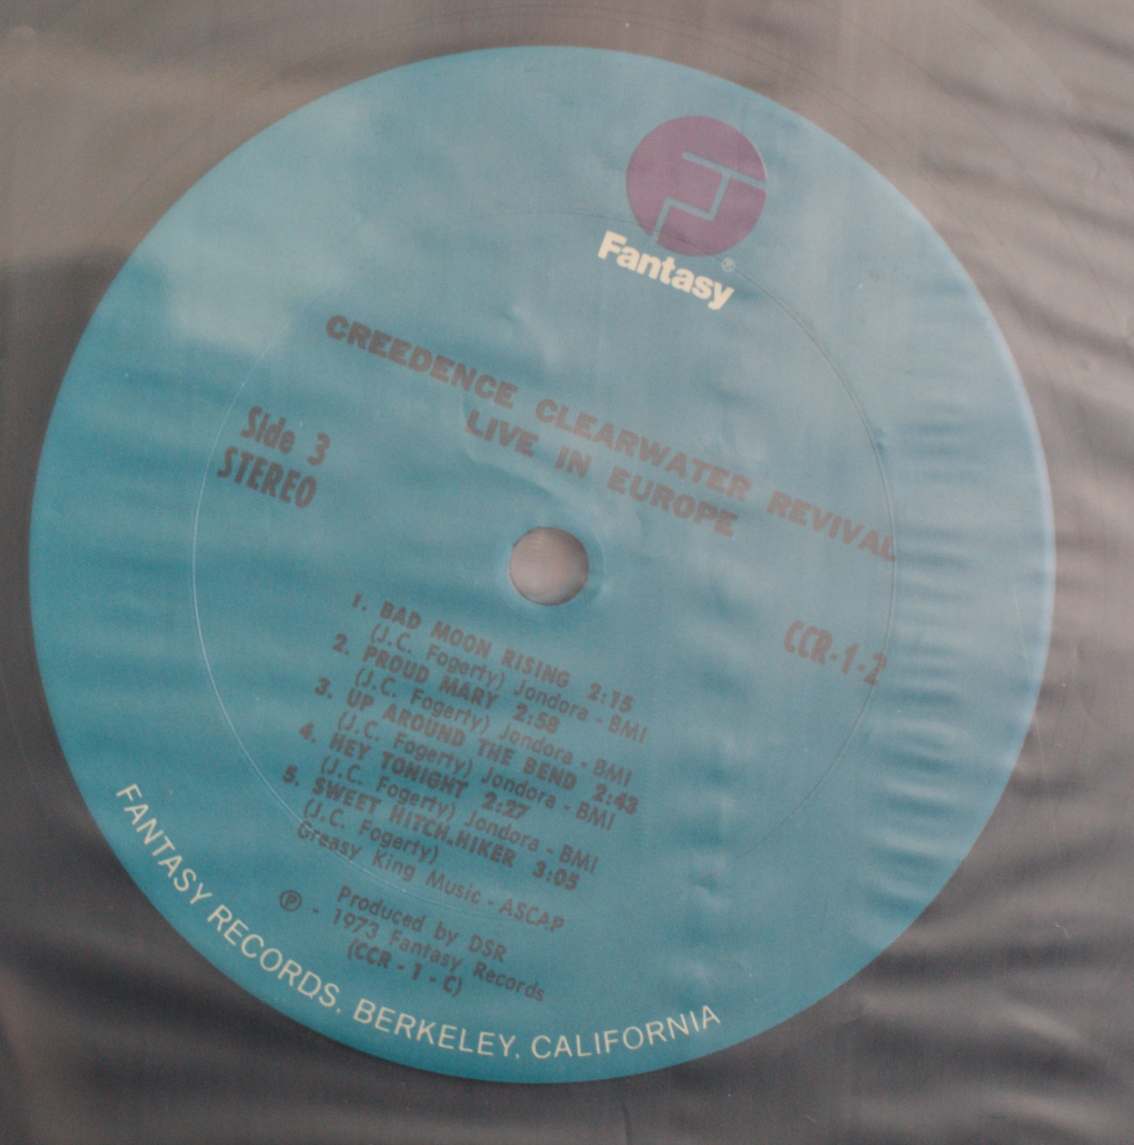 Fantasy®
CREEDENCE CLEARWATER REVIVAL
LIVE IN EUROPE
Side 3
STEREO
CCR-1-2
1. BAD MOON RISING 2:15
(J.C. Fogerty) Jondora - BMI
2. PROUD MARY 2:58
(J.C. Fogerty) Jondora - BMI
3. UP AROUND THE BEND 2:43
(J.C. Fogerty) Jondora - BMI
4. HEY TONIGHT 2:27
(J.C. Fogerty) Jondora - BMI
5. SWEET HITCH-HIKER 3:05
(J.C. Fogerty)
Greasy King Music - ASCAP
Produced by DSR
℗ - 1973 Fantasy Records
(CCR - 1 - C)
FANTASY RECORDS, BERKELEY, CALIFORNIA